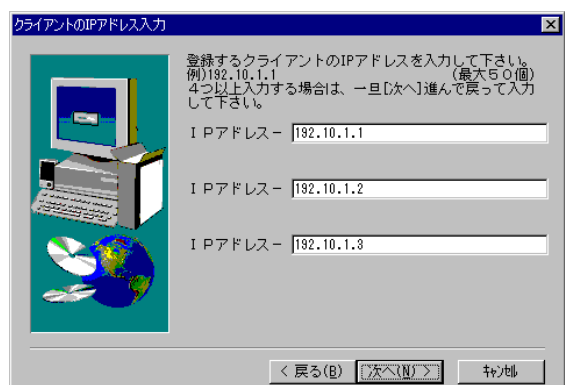 クライアントのIPアドレス入力
登録するクライアントのIPアドレスを入力して下さい。
例)192.10.1.1 (最大５０個)
４つ以上入力する場合は、一旦[次へ]進んで戻って入力
して下さい。
ＩＰアドレス－ 192.10.1.1
ＩＰアドレス－ 192.10.1.2
ＩＰアドレス－ 192.10.1.3
< 戻る(B) 次へ(N) > ｷｬﾝｾﾙ